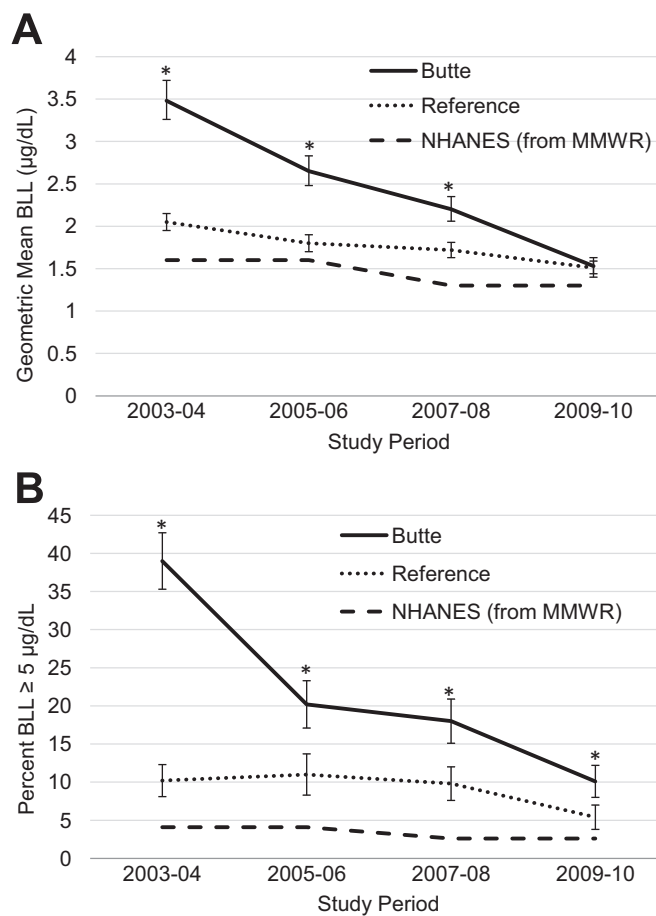 A
Geometric Mean BLL (µg/dL)
4
3.5
3
2.5
2
1.5
1
0.5
0
* * *
Butte
Reference
NHANES (from MMWR)
2003-04 2005-06 2007-08 2009-10
Study Period
B
Percent BLL ≥ 5 µg/dL
45
40
35
30
25
20
15
10
5
0
* * * *
Butte
Reference
NHANES (from MMWR)
2003-04 2005-06 2007-08 2009-10
Study Period